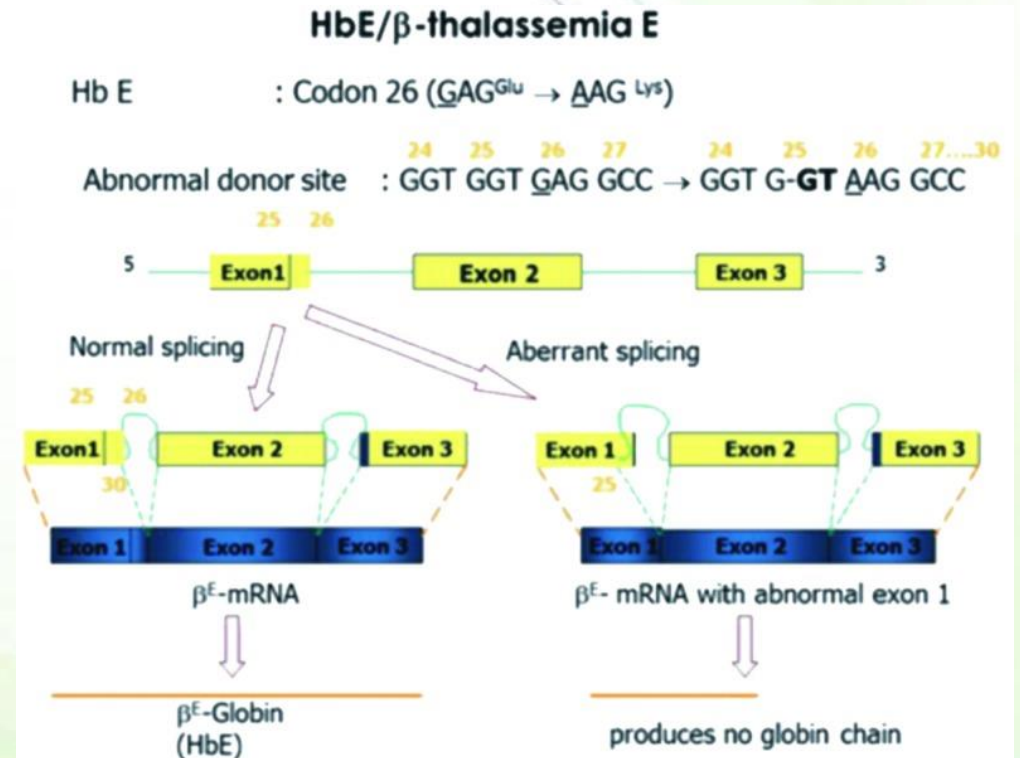 HbE/β-thalassemia E
Hb E : Codon 26 (GAG^Glu → AAG ^Lys)
24 25 26 27 24 25 26 27....30
Abnormal donor site : GGT GGT GAG GCC → GGT G-GT AAG GCC
25 26
5 Exon1 Exon 2 Exon 3 3
Normal splicing Aberrant splicing
25 26
Exon1 Exon 2 Exon 3 Exon 1 Exon 2 Exon 3
30 25
Exon 1 Exon 2 Exon 3 Exon 1 Exon 2 Exon 3
β^E-mRNA β^E- mRNA with abnormal exon 1
β^E-Globin
(HbE) produces no globin chain